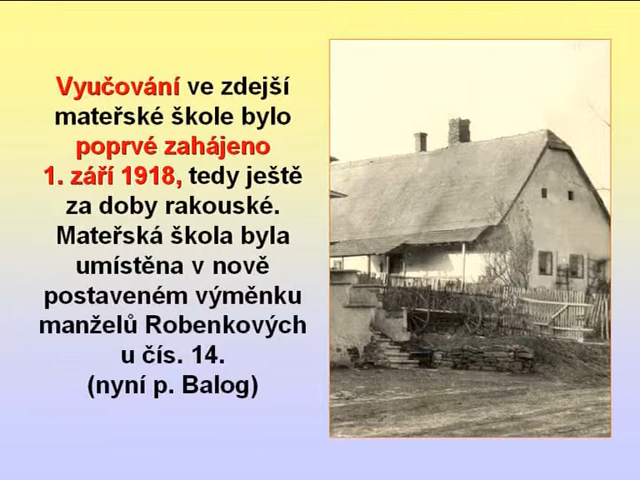 Vyučování ve zdejší
mateřské škole bylo
poprvé zahájeno
1. září 1918, tedy ještě
za doby rakouské.
Mateřská škola byla
umístěna v nově
postaveném výměnku
manželů Robenkových
u čís. 14.
(nyní p. Balog)